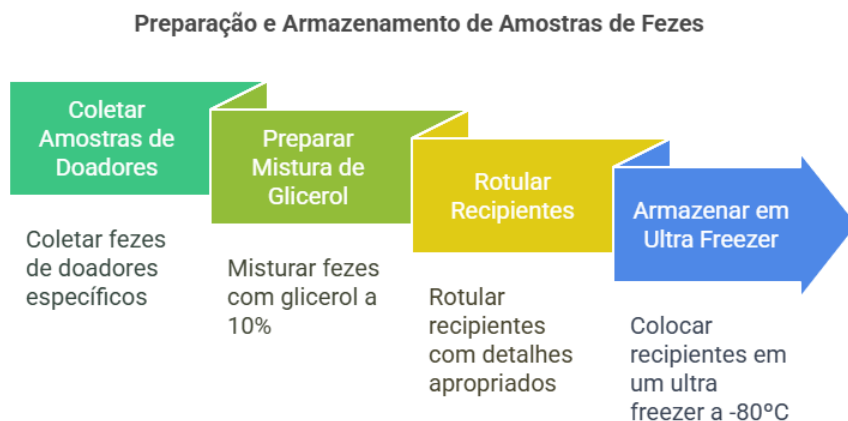 Preparação e Armazenamento de Amostras de Fezes
Coletar
Amostras de
Doadores
Coletar fezes
de doadores
específicos
Preparar
Mistura de
Glicerol
Misturar fezes
com glicerol a
10%
Rotular
Recipientes
Rotular
recipientes
com detalhes
apropriados
Armazenar em
Ultra Freezer
Colocar
recipientes em
um ultra
freezer a -80ºC